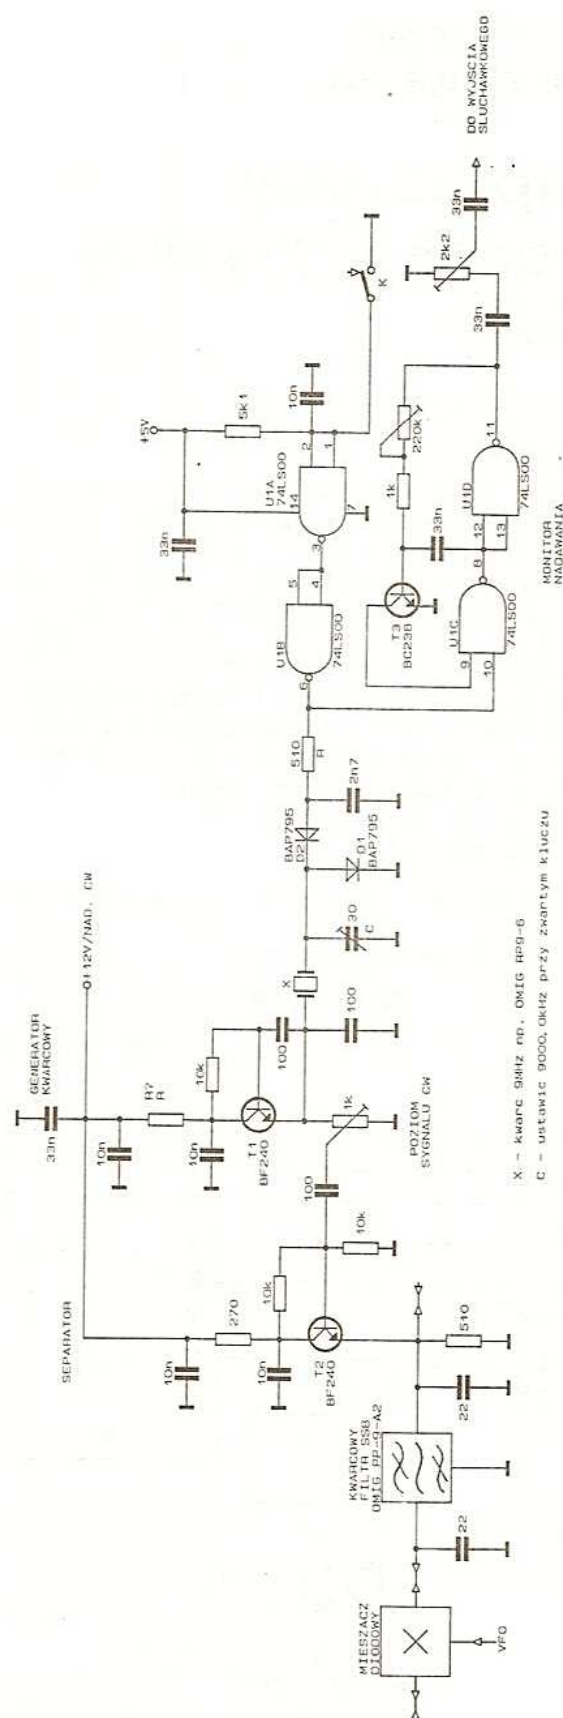 MIESZACZ
DIODOWY
VFO
22
KWARCOWY
FILTR SSB
OMIG PP-9-A2
22
510
SEPARATOR
10n
270
10n
10k
T2
BF240
10k
100
GENERATOR
KWARCOWY
33n
+12V/NAD. CW
10n
R?
R
10n
10k
T1
BF240
100
100
1k
POZIOM
SYGNALU CW
X
30
C
BAP795
D2
D1
BAP795
2n7
510
R
6
U1B
74LS00
5
4
3
U1A
74LS00
14
7
2
1
33n
+5V
5k1
10n
K
T3
BC238
1k
220k
33n
9
10
U1C
74LS00
8
12
13
U1D
74LS00
11
MONITOR
NADAWANIA
33n
2k2
33n
DO WYJSCIA
SLUCHAWKOWEGO
X - kwarc 9MHz np. OMIG RP9-6
C - ustawic 9000,0kHz przy zwartym kluczu